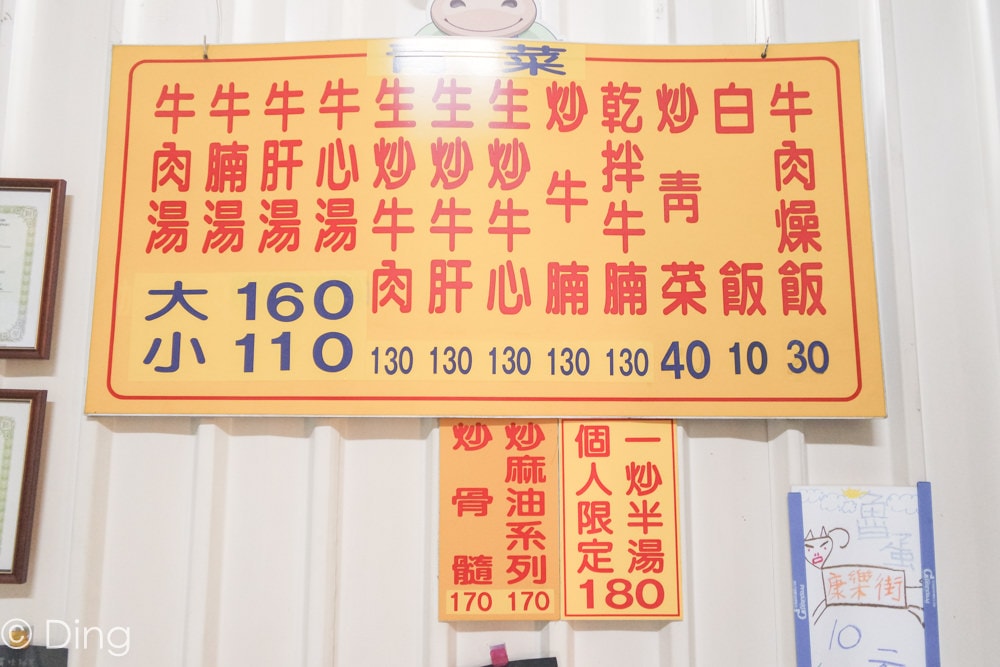 菜
牛肉湯
牛腩湯
牛肝湯
牛心湯
大 160
小 110
生炒牛肉 130
生炒牛肝 130
生炒牛心 130
炒牛腩 130
乾拌牛腩 130
炒青菜 40
白飯 10
牛肉燥飯 30
炒骨髓 170
炒麻油系列 170
一炒半湯
個人限定
180
康樂街
10元
© Ding